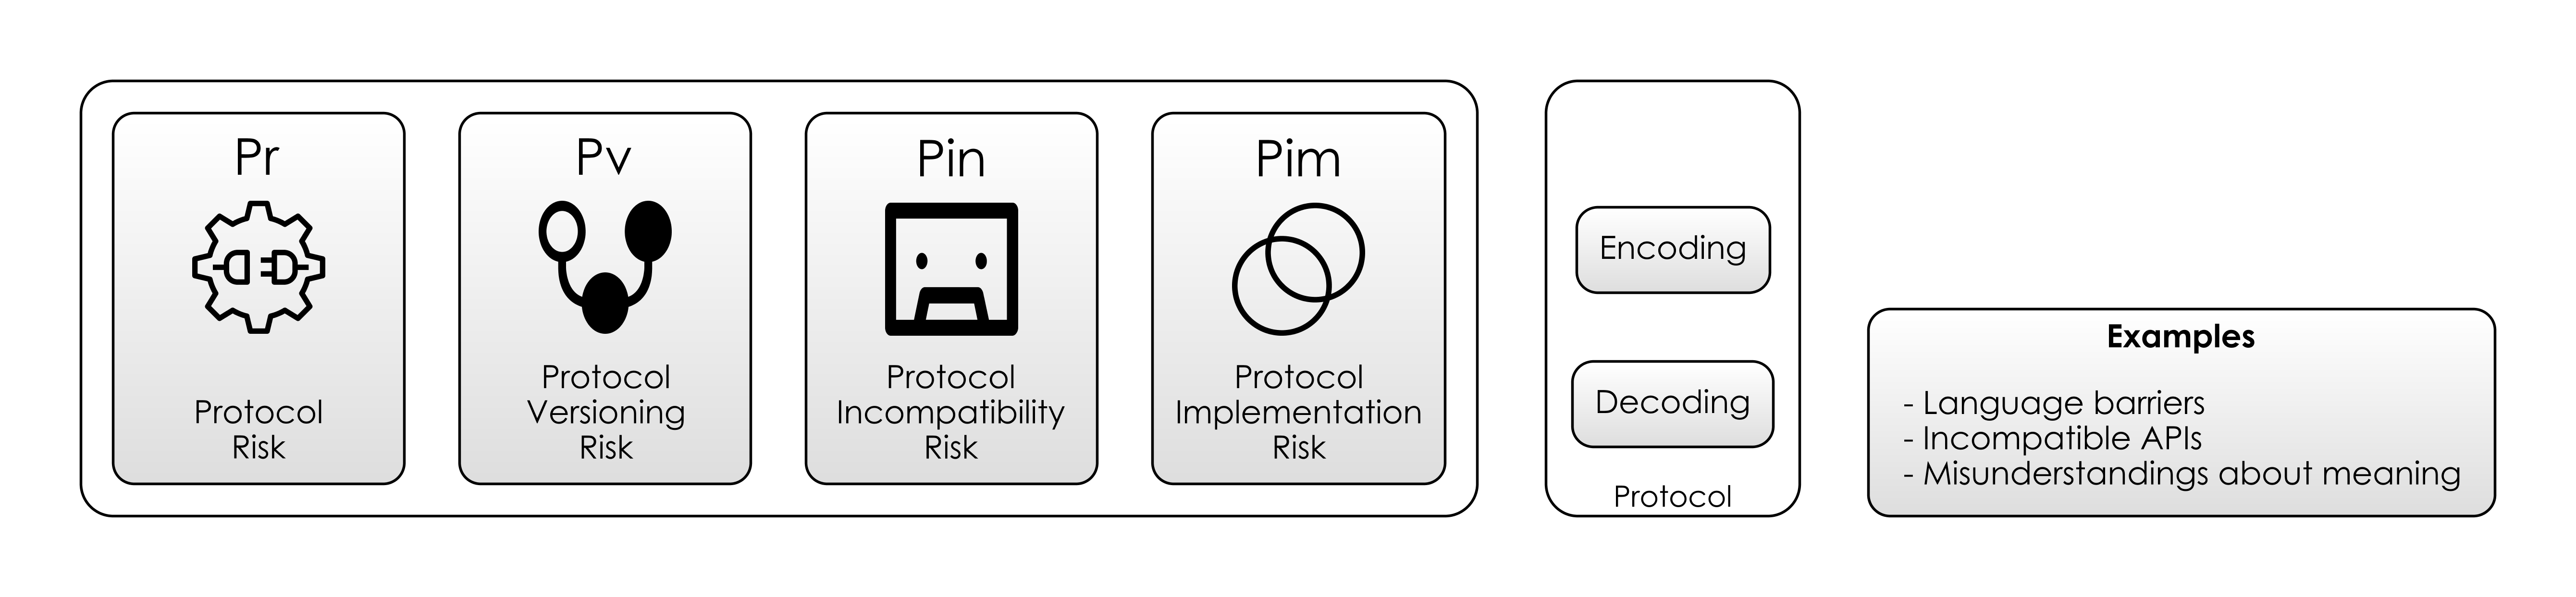 Pr
Protocol
Risk
Pv
Protocol
Versioning
Risk
Pin
Protocol
Incompatibility
Risk
Pim
Protocol
Implementation
Risk
Encoding
Decoding
Protocol
Examples
- Language barriers
- Incompatible APIs
- Misunderstandings about meaning